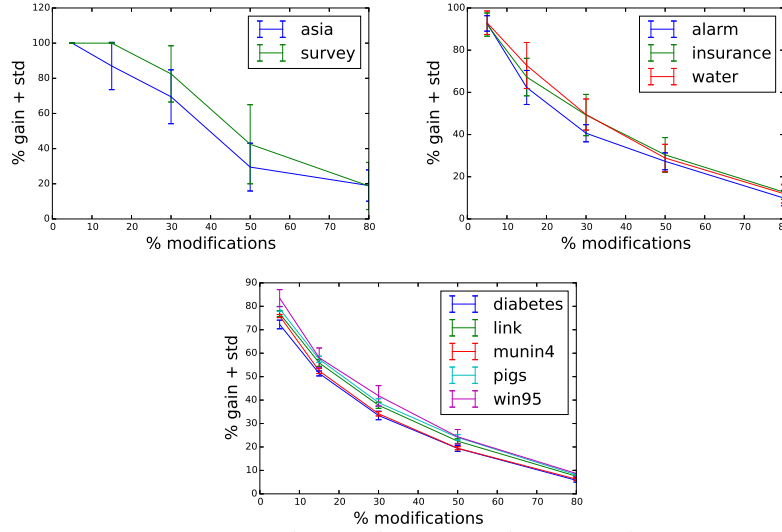 120
100
80
60
40
20
0
% gain + std
asia
survey
0 10 20 30 40 50 60 70 80
% modifications
100
80
60
40
20
0
% gain + std
alarm
insurance
water
0 10 20 30 40 50 60 70 80
% modifications
90
80
70
60
50
40
30
20
10
0
% gain + std
diabetes
link
munin4
pigs
win95
0 10 20 30 40 50 60 70 80
% modifications